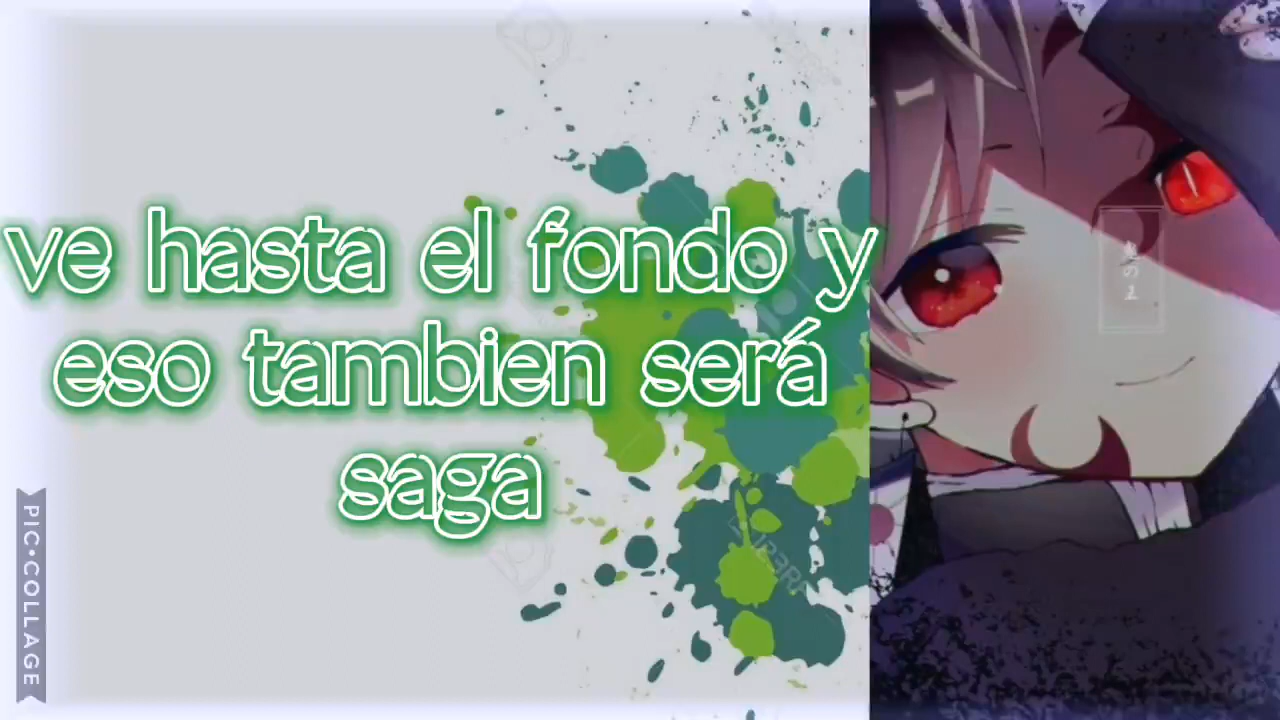 ve hasta el fondo y
eso tambien será
saga
PIC•COLLAGE